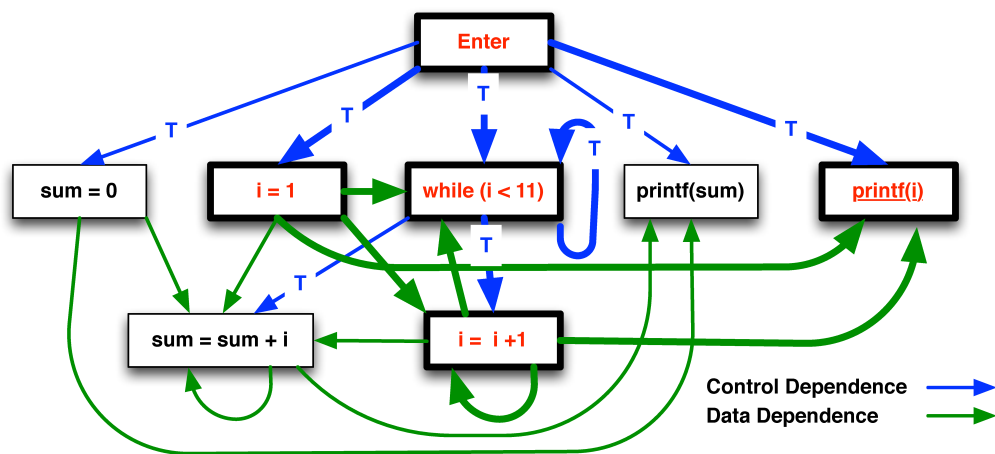 Enter
T
T
T
T
T
T
sum = 0
i = 1
while (i < 11)
printf(sum)
printf(i)
T
T
sum = sum + i
i = i +1
Control Dependence
Data Dependence